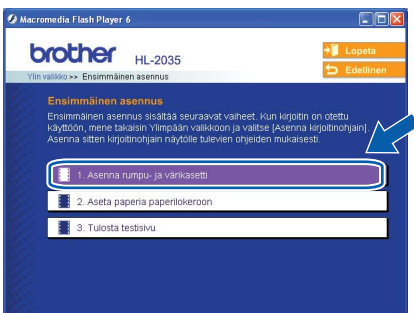 Macromedia Flash Player 6
brother HL-2035
Lopeta
Edellinen
Ylin valikko >> Ensimmäinen asennus
Ensimmäinen asennus
Ensimmäinen asennus sisältää seuraavat vaiheet. Kun kirjoitin on otettu
käyttöön, mene takaisin Ylimpään valikkoon ja valitse [Asenna kirjoitinohjain].
Asenna sitten kirjoitinohjain näytölle tulevien ohjeiden mukaisesti.
1. Asenna rumpu- ja värikasetti
2. Aseta paperia paperilokeroon
3. Tulosta testisivu